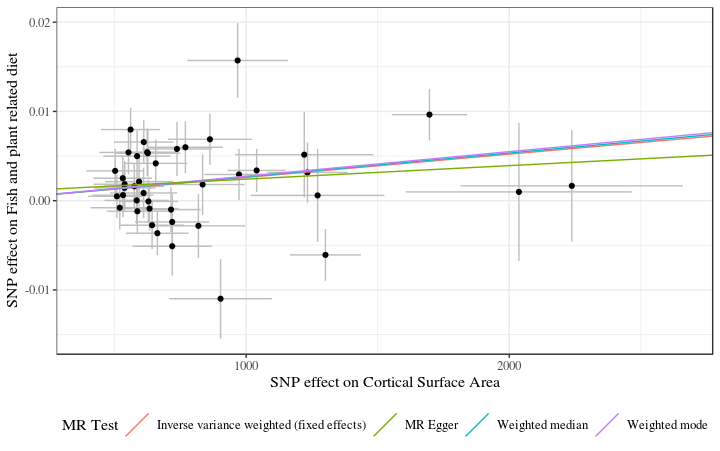 0.02
0.01
0.00
-0.01
SNP effect on Fish and plant related diet
1000
2000
SNP effect on Cortical Surface Area
MR Test
Inverse variance weighted (fixed effects)
MR Egger
Weighted median
Weighted mode